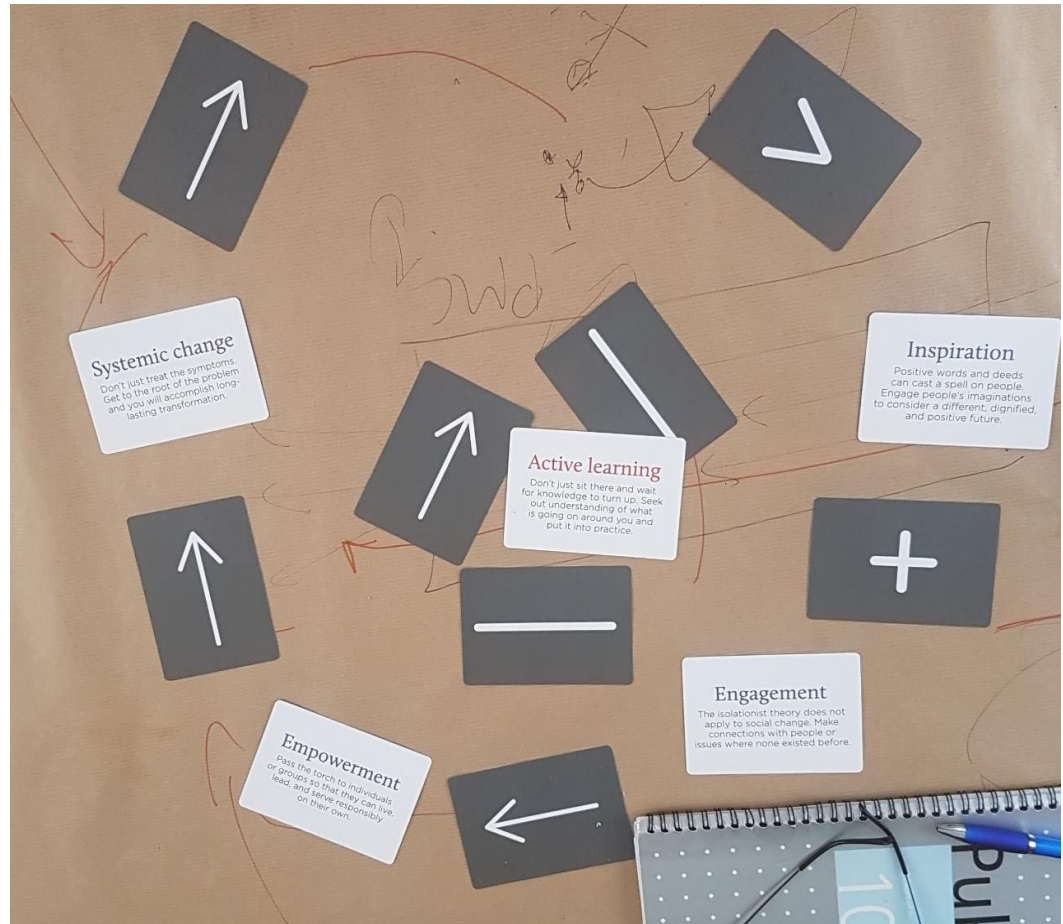 Systemic change
Don't just treat the symptoms.
Get to the root of the problem
and you will accomplish long-
lasting transformation.
Inspiration
Positive words and deeds
can cast a spell on people.
Engage people's imaginations
to consider a different, dignified,
and positive future.
Active learning
Don't just sit there and wait
for knowledge to turn up. Seek
out understanding of what
is going on around you and
put it into practice.
+
Engagement
The isolationist theory does not
apply to social change. Make
connections with people or
issues where none existed before.
Empowerment
Pass the torch to individuals
or groups so that they can live,
lead, and serve responsibly
on their own.
10